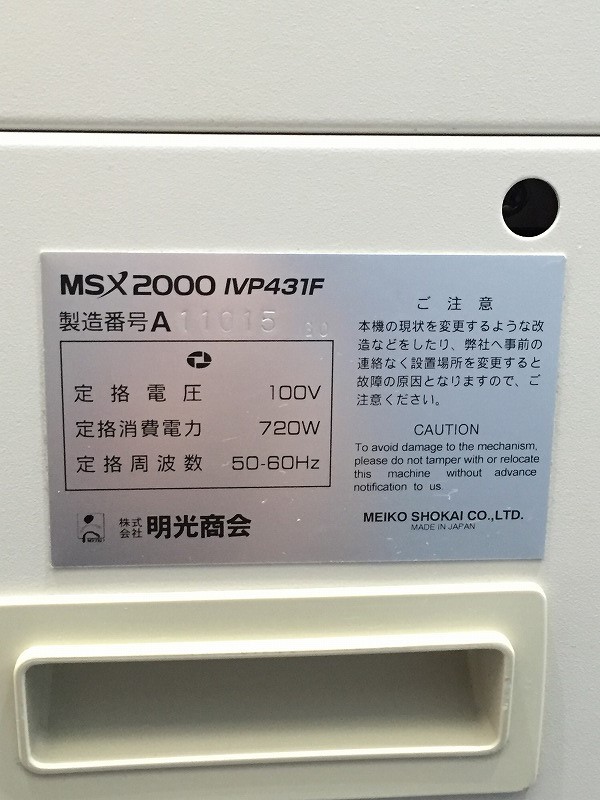 MSX2000 IVP431F
製造番号 A 11015
定格電圧 100V
定格消費電力 720W
定格周波数 50-60Hz
株式会社 明光商会
ご注意
本機の現状を変更するような改
造などをしたり、弊社へ事前の
連絡なく設置場所を変更すると
故障の原因となりますので、ご
注意ください。
CAUTION
To avoid damage to the mechanism,
please do not tamper with or relocate
this machine without advance
notification to us.
MEIKO SHOKAI CO.,LTD.
MADE IN JAPAN